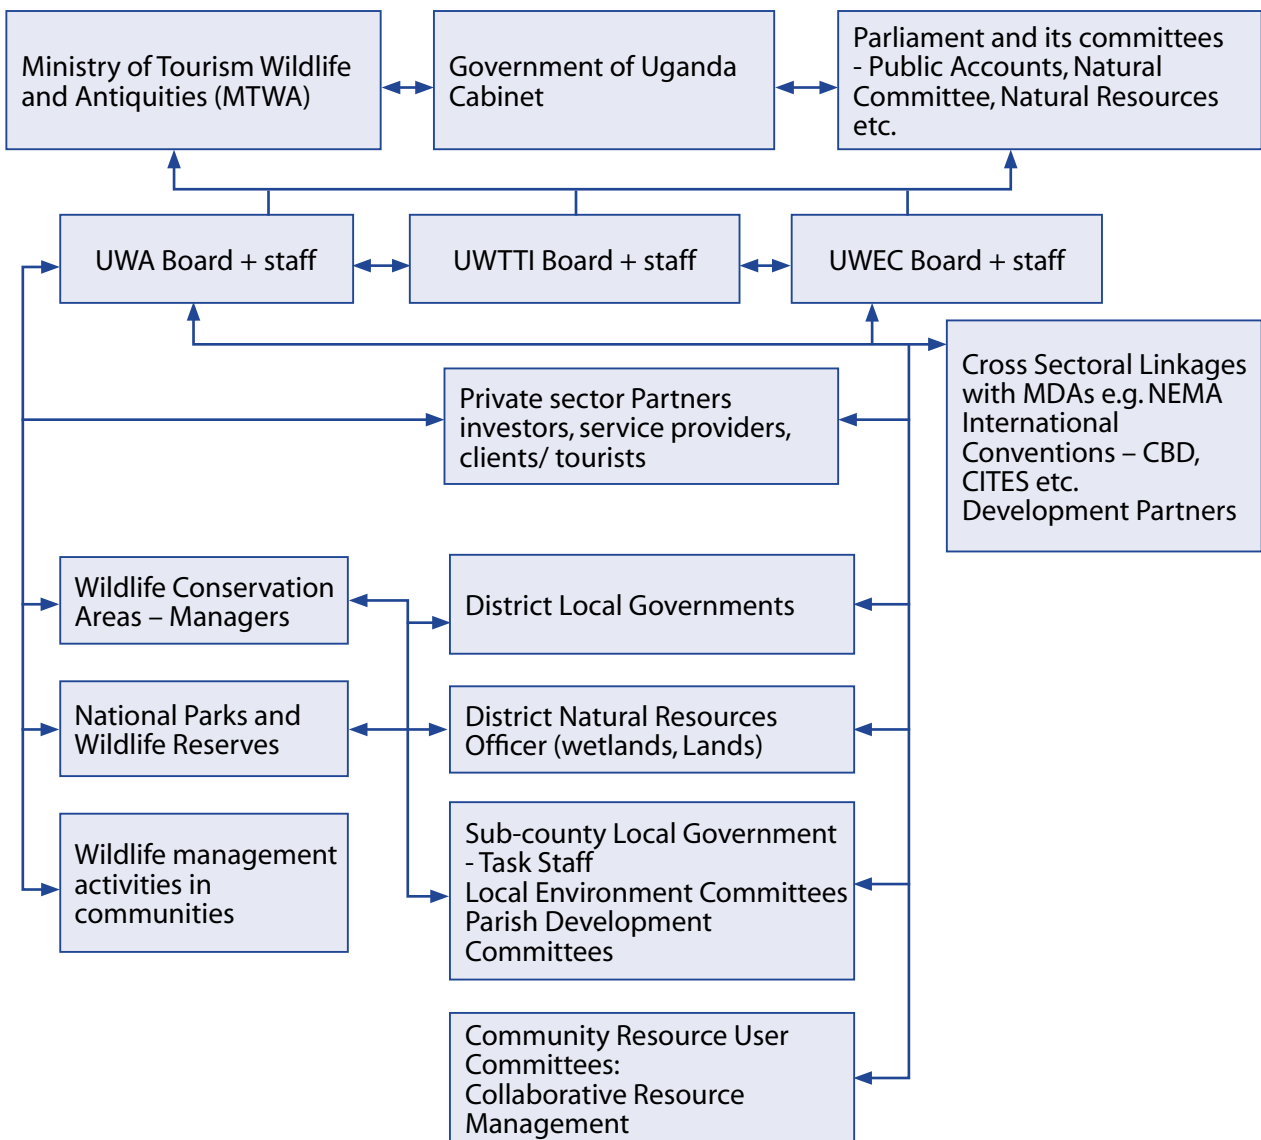 Ministry of Tourism Wildlife
and Antiquities (MTWA)
Government of Uganda
Cabinet
Parliament and its committees
- Public Accounts, Natural
Committee, Natural Resources
etc.
UWA Board + staff
UWTTI Board + staff
UWEC Board + staff
Cross Sectoral Linkages
with MDAs e.g. NEMA
International
Conventions – CBD,
CITES etc.
Development Partners
Private sector Partners
investors, service providers,
clients/ tourists
Wildlife Conservation
Areas – Managers
District Local Governments
National Parks and
Wildlife Reserves
District Natural Resources
Officer (wetlands, Lands)
Wildlife management
activities in
communities
Sub-county Local Government
- Task Staff
Local Environment Committees
Parish Development
Committees
Community Resource User
Committees:
Collaborative Resource
Management